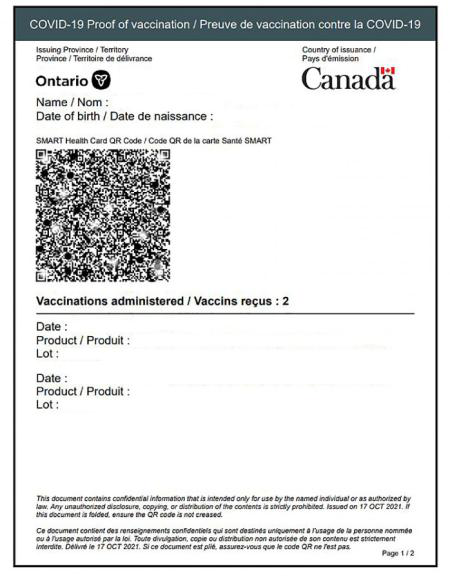 COVID-19 Proof of vaccination / Preuve de vaccination contre la COVID-19
Issuing Province / Territory
Province / Territoire de délivrance
Country of issuance /
Pays d'émission
Ontario
Canada
Name / Nom :
Date of birth / Date de naissance :
SMART Health Card QR Code / Code QR de la carte Santé SMART
Vaccinations administered / Vaccins reçus : 2
Date :
Product / Produit :
Lot :
Date :
Product / Produit :
Lot :
This document contains confidential information that is intended only for use by the named individual or as authorized by
law. Any unauthorized disclosure, copying, or distribution of the contents is strictly prohibited. Issued on 17 OCT 2021. If
this document is folded, ensure the QR code is not creased.
Ce document contient des renseignements confidentiels qui sont destinés uniquement à l'usage de la personne nommée
ou à l'usage autorisé par la loi. Toute divulgation, copie ou distribution non autorisée de son contenu est strictement
interdite. Délivré le 17 OCT 2021. Si ce document est plié, assurez-vous que le code QR ne l'est pas.
Page 1 / 2